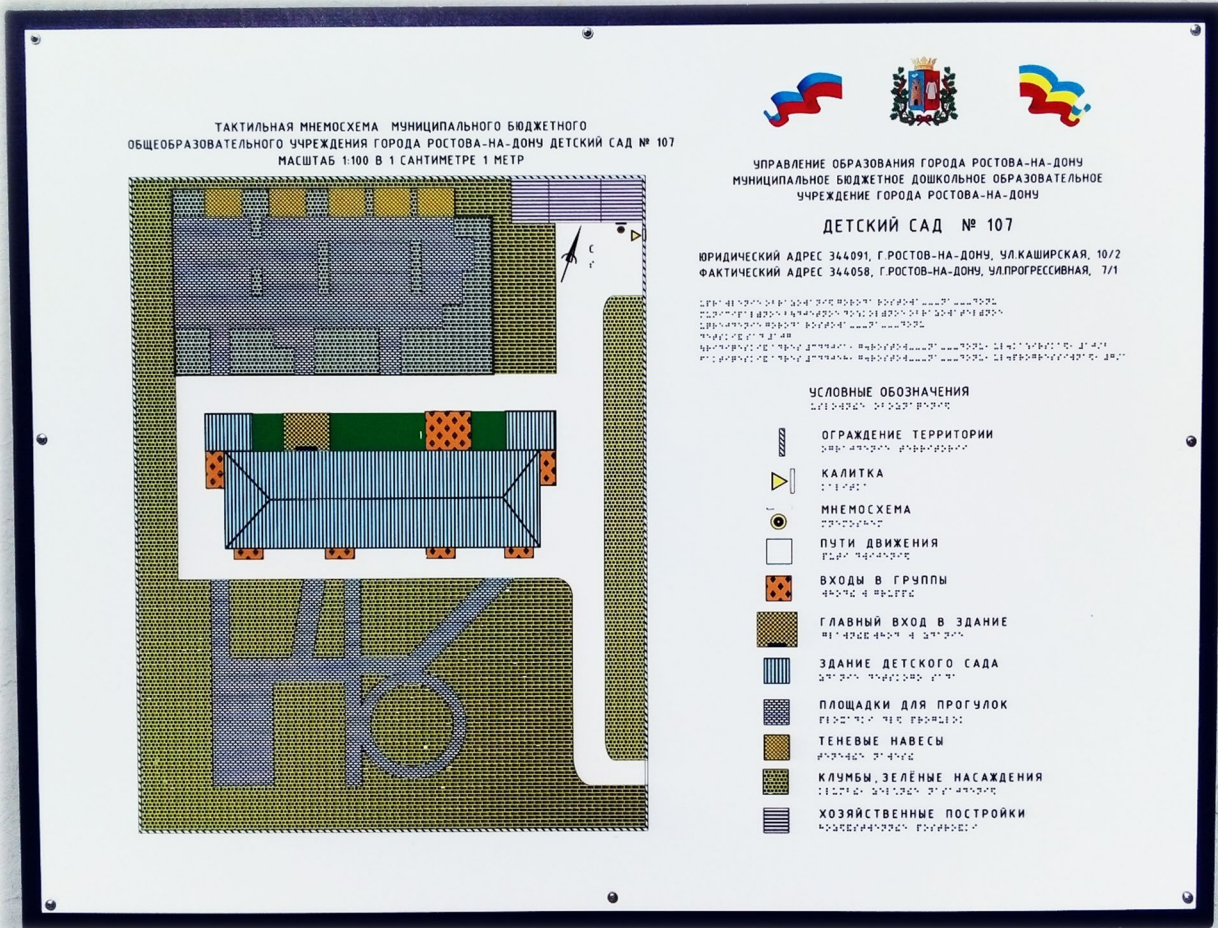 ТАКТИЛЬНАЯ МНЕМОСХЕМА МУНИЦИПАЛЬНОГО БЮДЖЕТНОГО
ОБЩЕОБРАЗОВАТЕЛЬНОГО УЧРЕЖДЕНИЯ ГОРОДА РОСТОВА-НА-ДОНУ ДЕТСКИЙ САД № 107
МАСШТАБ 1:100 В 1 САНТИМЕТРЕ 1 МЕТР
УПРАВЛЕНИЕ ОБРАЗОВАНИЯ ГОРОДА РОСТОВА-НА-ДОНУ
МУНИЦИПАЛЬНОЕ БЮДЖЕТНОЕ ДОШКОЛЬНОЕ ОБРАЗОВАТЕЛЬНОЕ
УЧРЕЖДЕНИЕ ГОРОДА РОСТОВА-НА-ДОНУ
ДЕТСКИЙ САД № 107
ЮРИДИЧЕСКИЙ АДРЕС 344091, Г.РОСТОВ-НА-ДОНУ, УЛ.КАШИРСКАЯ, 10/2
ФАКТИЧЕСКИЙ АДРЕС 344058, Г.РОСТОВ-НА-ДОНУ, УЛ.ПРОГРЕССИВНАЯ, 7/1
УСЛОВНЫЕ ОБОЗНАЧЕНИЯ
ОГРАЖДЕНИЕ ТЕРРИТОРИИ
КАЛИТКА
МНЕМОСХЕМА
ПУТИ ДВИЖЕНИЯ
ВХОДЫ В ГРУППЫ
ГЛАВНЫЙ ВХОД В ЗДАНИЕ
ЗДАНИЕ ДЕТСКОГО САДА
ПЛОЩАДКИ ДЛЯ ПРОГУЛОК
ТЕНЕВЫЕ НАВЕСЫ
КЛУМБЫ, ЗЕЛЁНЫЕ НАСАЖДЕНИЯ
ХОЗЯЙСТВЕННЫЕ ПОСТРОЙКИ
С